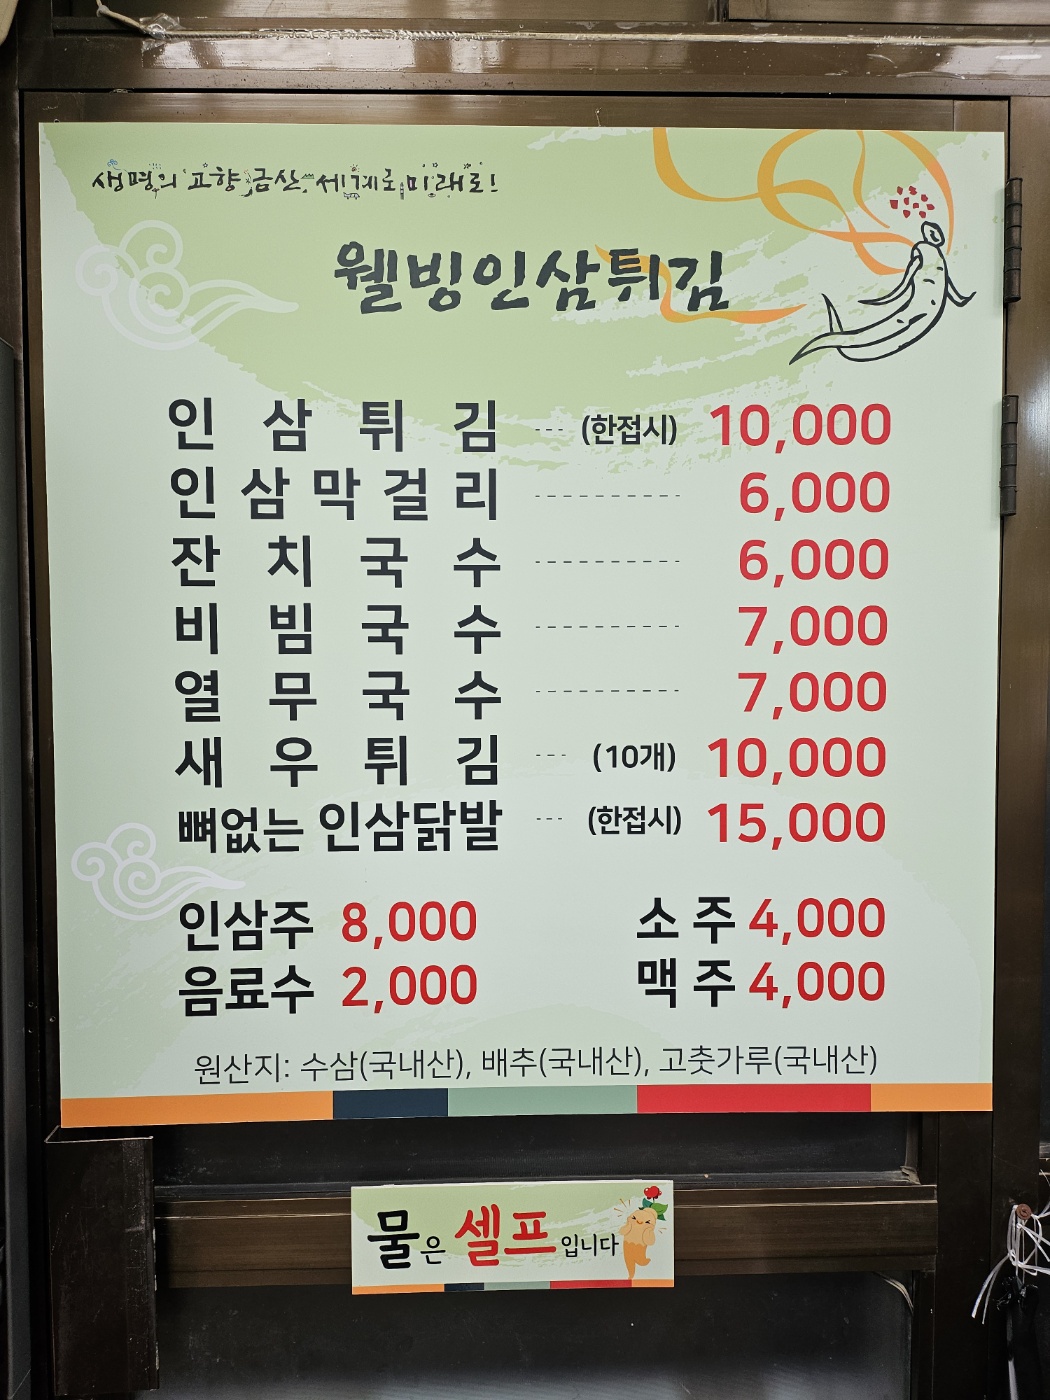 생명의 고향 금산, 세계로 미래로!
웰빙인삼튀김
인삼튀김 --- (한접시) 10,000
인삼막걸리 --------- 6,000
잔치국수 --------- 6,000
비빔국수 --------- 7,000
열무국수 --------- 7,000
새우튀김 --- (10개) 10,000
뼈없는 인삼닭발 --- (한접시) 15,000
인삼주 8,000 소주 4,000
음료수 2,000 맥주 4,000
원산지: 수삼(국내산), 배추(국내산), 고춧가루(국내산)
물은 셀프입니다